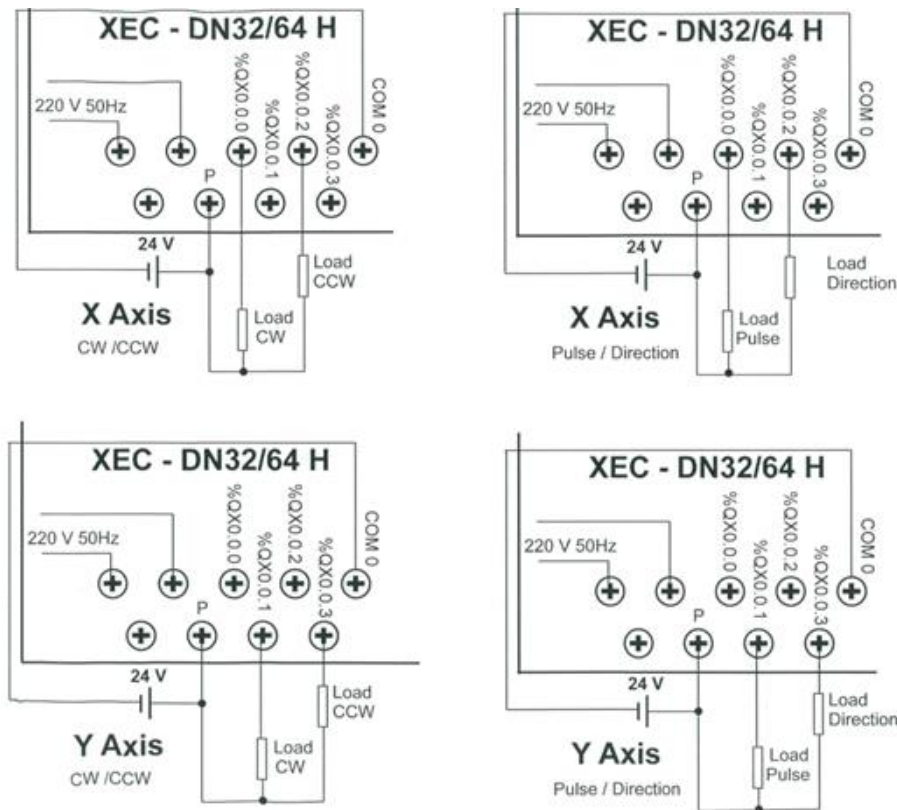 XEC - DN32/64 H
220 V 50Hz
%QX0.0.0
%QX0.0.1
%QX0.0.2
%QX0.0.3
COM 0
P
24 V
Load
CCW
Load
CW
X Axis
CW /CCW
XEC - DN32/64 H
220 V 50Hz
%QX0.0.0
%QX0.0.1
%QX0.0.2
%QX0.0.3
COM 0
P
24 V
Load
Direction
Load
Pulse
X Axis
Pulse / Direction
XEC - DN32/64 H
220 V 50Hz
%QX0.0.0
%QX0.0.1
%QX0.0.2
%QX0.0.3
COM 0
P
24 V
Load
CCW
Load
CW
Y Axis
CW /CCW
XEC - DN32/64 H
220 V 50Hz
%QX0.0.0
%QX0.0.1
%QX0.0.2
%QX0.0.3
COM 0
P
24 V
Load
Direction
Load
Pulse
Y Axis
Pulse / Direction